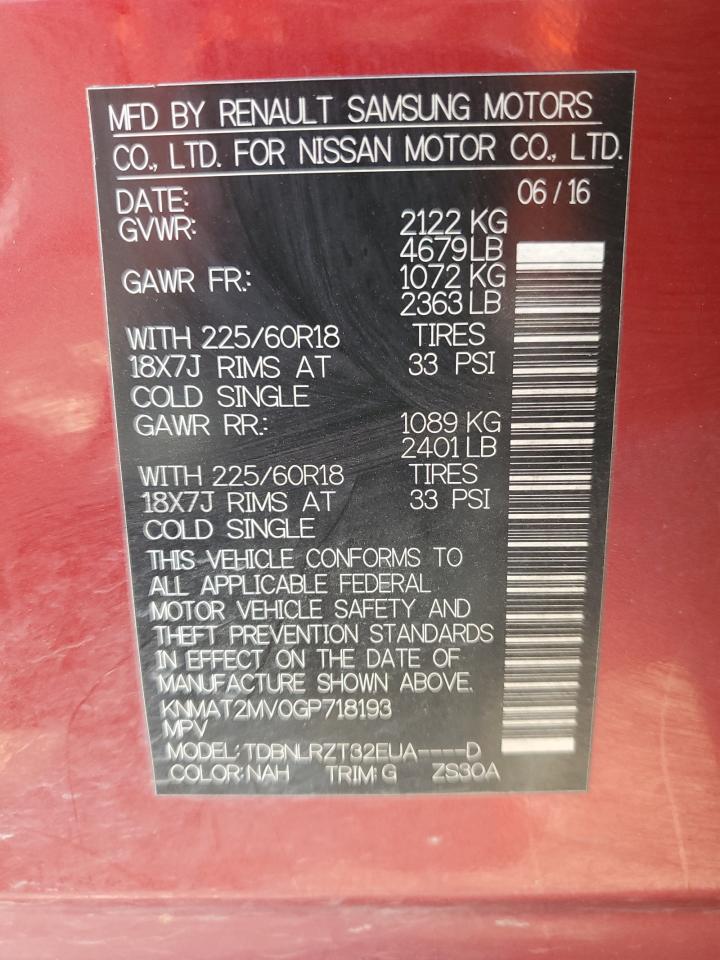 MFD BY RENAULT SAMSUNG MOTORS
CO., LTD. FOR NISSAN MOTOR CO., LTD.
DATE: 06 / 16
GVWR: 2122 KG
4679 LB
GAWR FR.: 1072 KG
2363 LB
WITH 225/60R18 TIRES
18X7J RIMS AT 33 PSI
COLD SINGLE
GAWR RR.: 1089 KG
2401 LB
WITH 225/60R18 TIRES
18X7J RIMS AT 33 PSI
COLD SINGLE
THIS VEHICLE CONFORMS TO
ALL APPLICABLE FEDERAL
MOTOR VEHICLE SAFETY AND
THEFT PREVENTION STANDARDS
IN EFFECT ON THE DATE OF
MANUFACTURE SHOWN ABOVE.
KNMAT2MV0GP718193
MPV
MODEL: TDBNLRZT32EUA----D
COLOR: NAH TRIM: G ZS30A